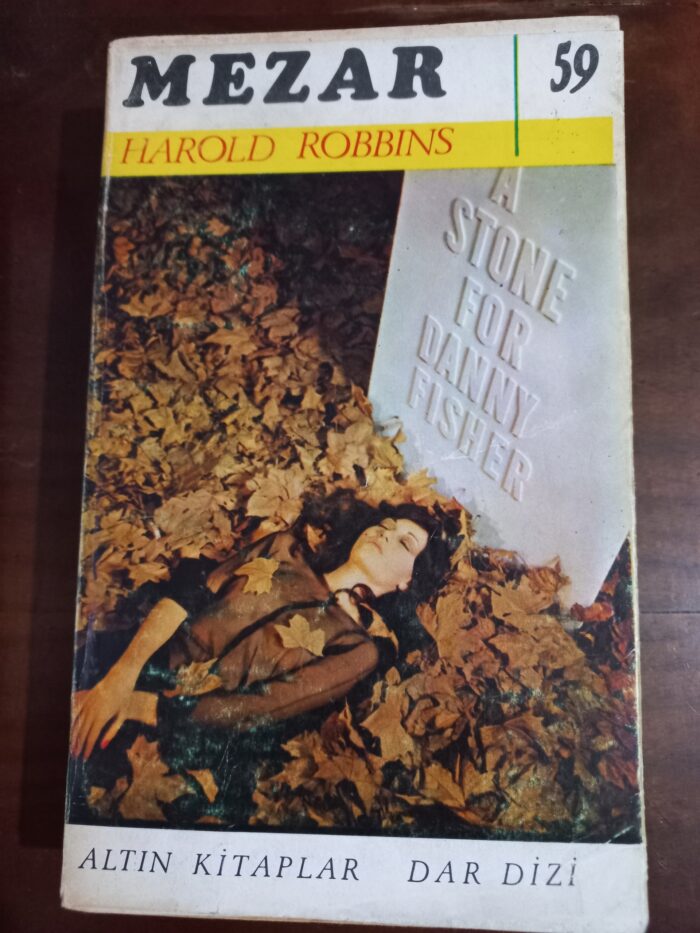 MEZAR
59
HAROLD ROBBINS
A
STONE
FOR
DANNY
FISHER
ALTIN KİTAPLAR DAR DİZİ